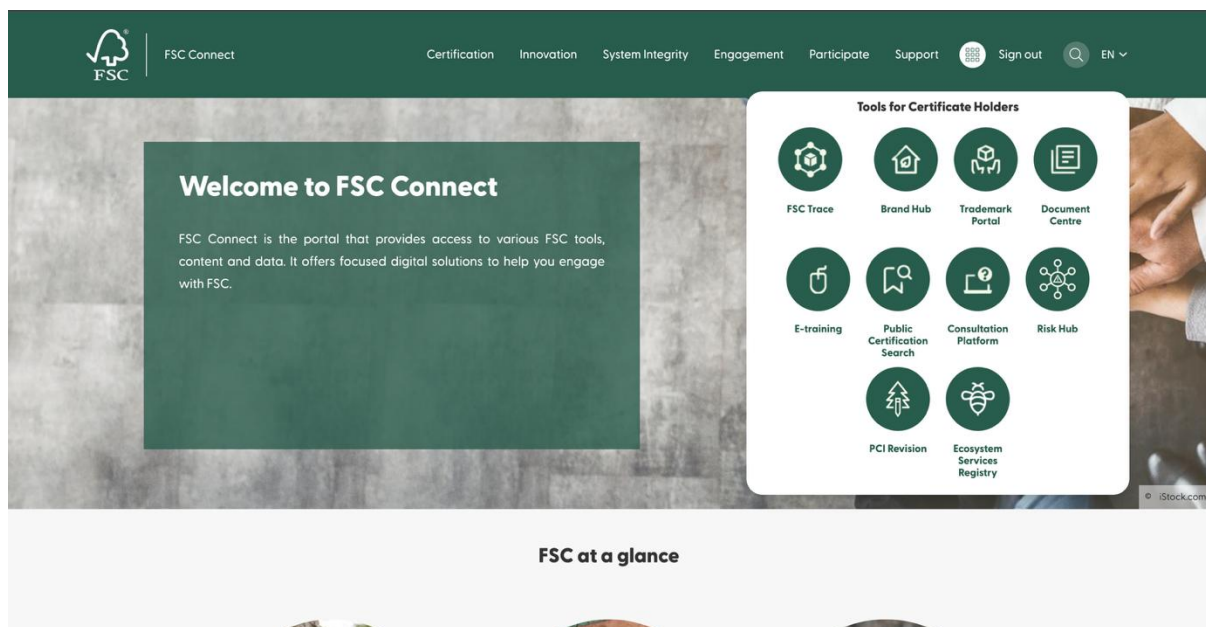 FSC
FSC Connect
Certification
Innovation
System Integrity
Engagement
Participate
Support
Sign out
EN
Welcome to FSC Connect
FSC Connect is the portal that provides access to various FSC tools,
content and data. It offers focused digital solutions to help you engage
with FSC.
Tools for Certificate Holders
FSC Trace
Brand Hub
Trademark
Portal
Document
Centre
E-training
Public
Certification
Search
Consultation
Platform
Risk Hub
PCI Revision
Ecosystem
Services
Registry
© iStock.com
FSC at a glance